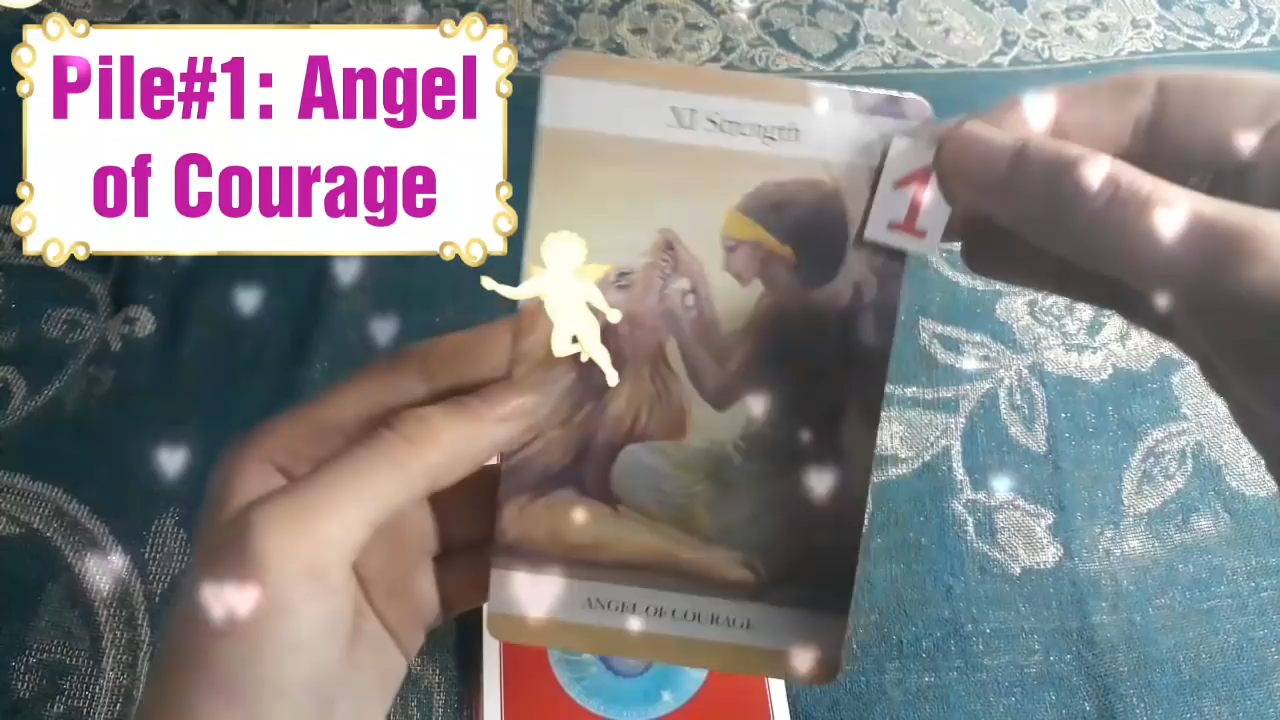 Pile#1: Angel
of Courage
XI Strength
1
ANGEL OF COURAGE